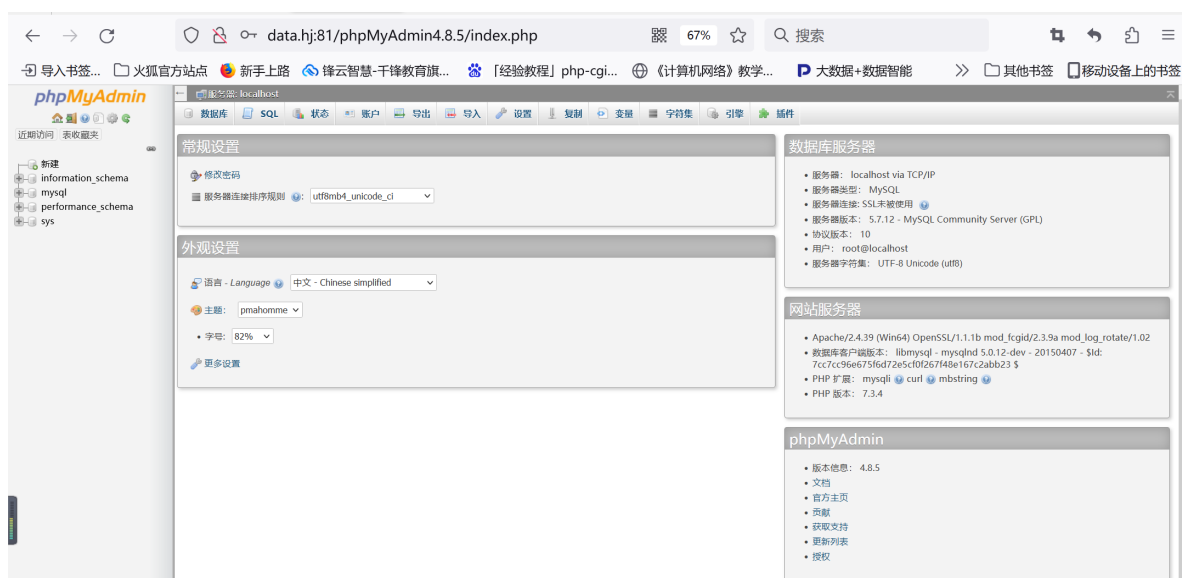 data.hj:81/phpMyAdmin4.8.5/index.php 67% 搜索
导入书签... 火狐官方站点 新手上路 锋云智慧-千锋教育旗... 「经验教程」php-cgi... 《计算机网络》教学... 大数据+数据智能 其他书签 移动设备上的书签
phpMyAdmin
近期访问 表收藏夹
新建
information_schema
mysql
performance_schema
sys
服务器: localhost
数据库 SQL 状态 账户 导出 导入 设置 复制 变量 字符集 引擎 插件
常规设置
修改密码
服务器连接排序规则 : utf8mb4_unicode_ci
外观设置
语言 - Language 中文 - Chinese simplified
主题: pmahomme
字号: 82%
更多设置
数据库服务器
服务器: localhost via TCP/IP
服务器类型: MySQL
服务器连接: SSL未被使用
服务器版本: 5.7.12 - MySQL Community Server (GPL)
协议版本: 10
用户: root@localhost
服务器字符集: UTF-8 Unicode (utf8)
网站服务器
Apache/2.4.39 (Win64) OpenSSL/1.1.1b mod_fcgid/2.3.9a mod_log_rotate/1.02
数据库客户端版本: libmysql - mysqlnd 5.0.12-dev - 20150407 - $Id:
7cc7cc96e675f6d72e5cf0f267f48e167c2abb23 $
PHP 扩展: mysqli curl mbstring
PHP 版本: 7.3.4
phpMyAdmin
版本信息: 4.8.5
文档
官方主页
贡献
获取支持
更新列表
授权